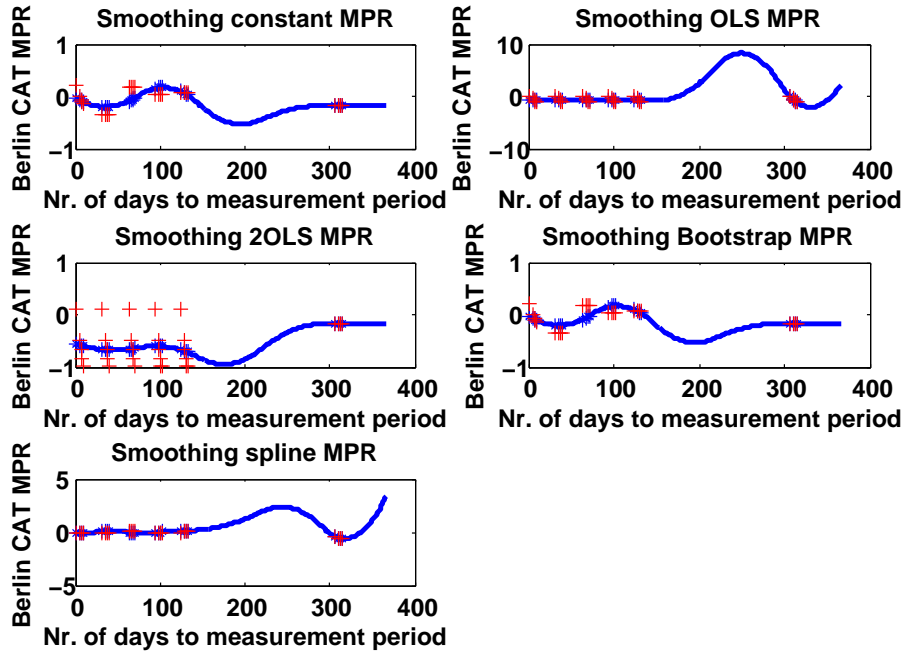 Smoothing constant MPR
Berlin CAT MPR
1
0
−1
0 100 200 300 400
Nr. of days to measurement period
Smoothing OLS MPR
Berlin CAT MPR
10
0
−10
0 100 200 300 400
Nr. of days to measurement period
Smoothing 2OLS MPR
Berlin CAT MPR
1
0
−1
0 100 200 300 400
Nr. of days to measurement period
Smoothing Bootstrap MPR
Berlin CAT MPR
1
0
−1
0 100 200 300 400
Nr. of days to measurement period
Smoothing spline MPR
Berlin CAT MPR
5
0
−5
0 100 200 300 400
Nr. of days to measurement period